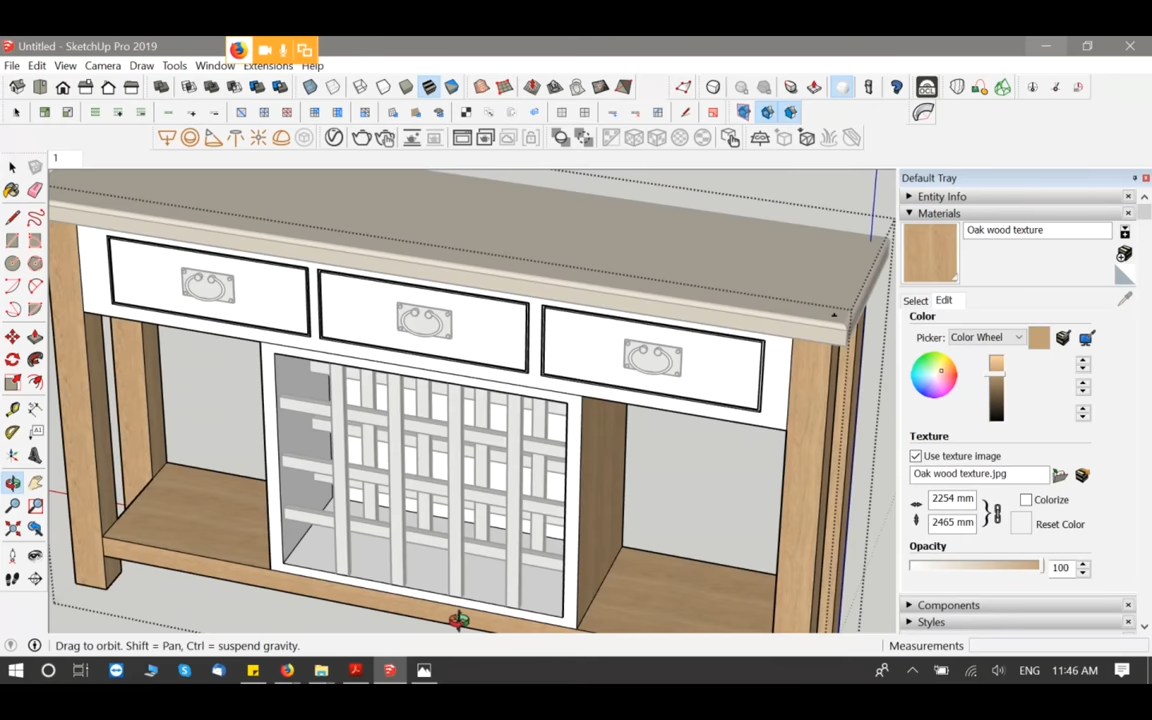 Untitled - SketchUp Pro 2019
File Edit View Camera Draw Tools Window Extensions Help
1
Default Tray
Entity Info
Materials
Oak wood texture
Select Edit
Color
Picker: Color Wheel
Texture
Use texture image
Oak wood texture.jpg
2254 mm
Colorize
2465 mm
Reset Color
Opacity
100
Components
Styles
Drag to orbit. Shift = Pan, Ctrl = suspend gravity.
Measurements
ENG
11:46 AM